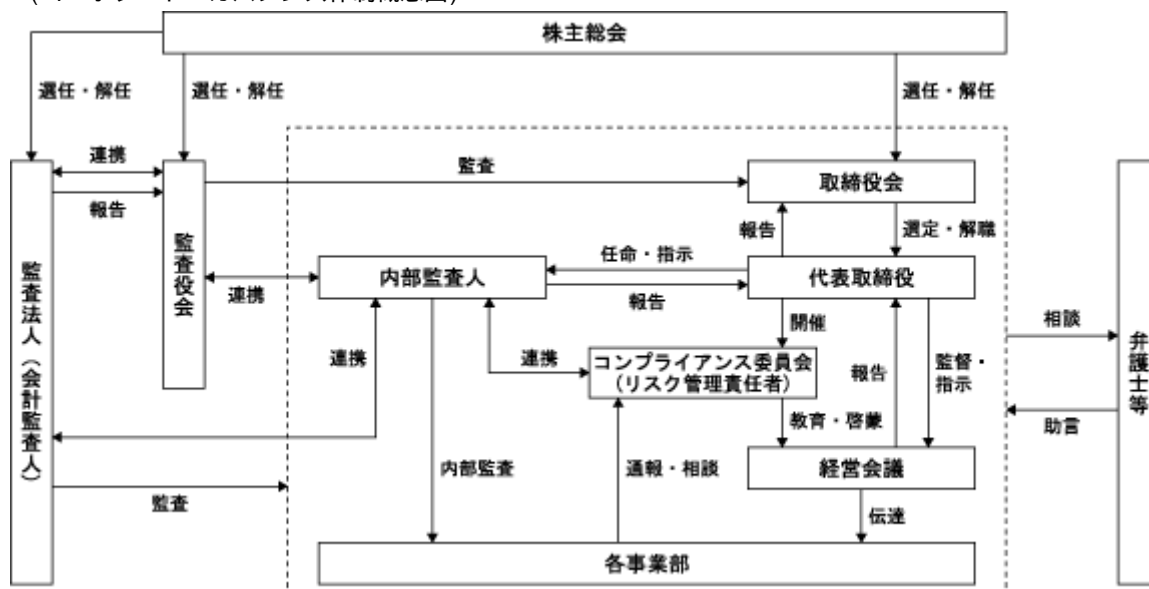 株主総会
選任・解任
選任・解任
選任・解任
連携
報告
監査
取締役会
報告
選定・解職
監査役会
連携
内部監査人
任命・指示
報告
代表取締役
監査法人（会計監査人）
開催
相談
弁護士等
連携
連携
コンプライアンス委員会
（リスク管理責任者）
報告
監督・
指示
教育・啓蒙
助言
内部監査
通報・相談
経営会議
監査
伝達
各事業部